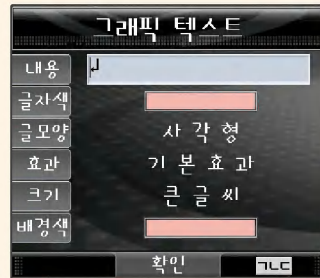 그래픽 텍스트
내용
글자색
글모양 사각형
효과 기본효과
크기 큰글씨
배경색
확인 ㄱㄴㄷ